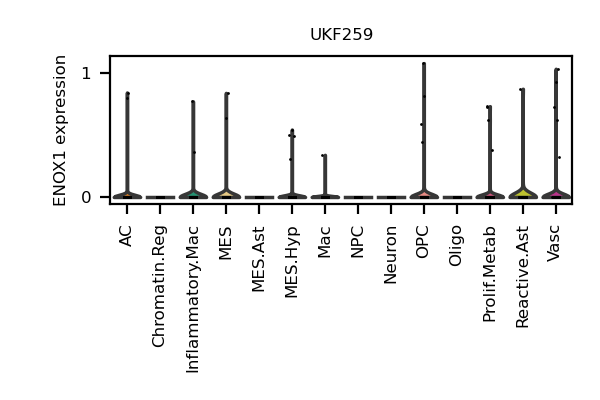 UKF259
ENOX1 expression
1
0
AC
Chromatin.Reg
Inflammatory.Mac
MES
MES.Ast
MES.Hyp
Mac
NPC
Neuron
OPC
Oligo
Prolif.Metab
Reactive.Ast
Vasc